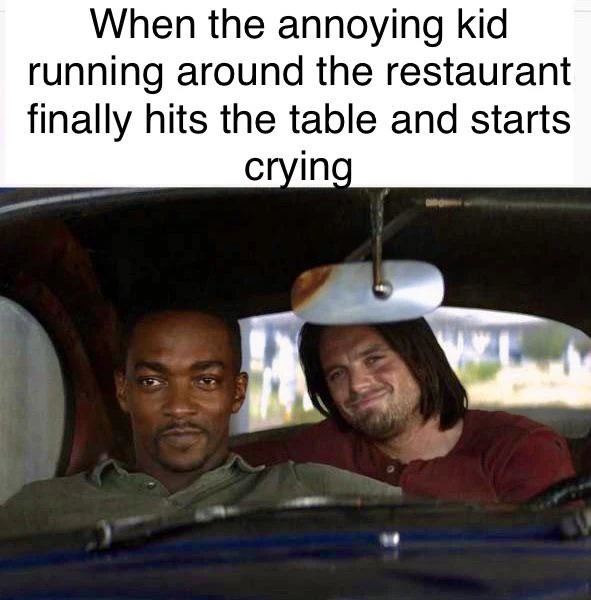 When the annoying kid
running around the restaurant
finally hits the table and starts
crying